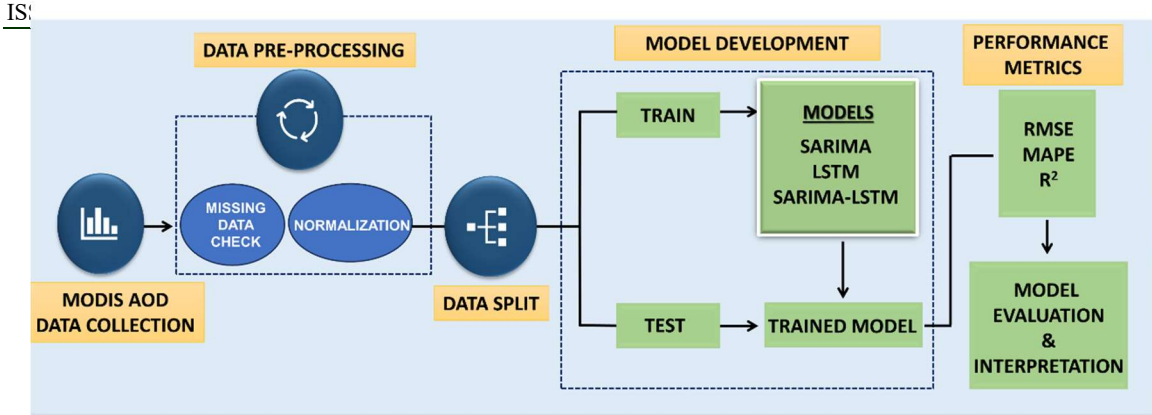 DATA PRE-PROCESSING
MODEL DEVELOPMENT
PERFORMANCE
METRICS
MISSING
DATA
CHECK
NORMALIZATION
MODIS AOD
DATA COLLECTION
DATA SPLIT
TRAIN
TEST
MODELS
SARIMA
LSTM
SARIMA-LSTM
TRAINED MODEL
RMSE
MAPE
R²
MODEL
EVALUATION
&
INTERPRETATION